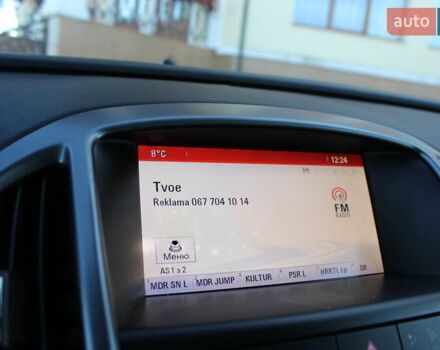 auto
8°C 12:24
Tvoe
Reklama 067 704 10 14
FM
RADIO
Меню
AS 1 з 2
MDR SN L MDR JUMP KULTUR PSR L HRRTL Lp